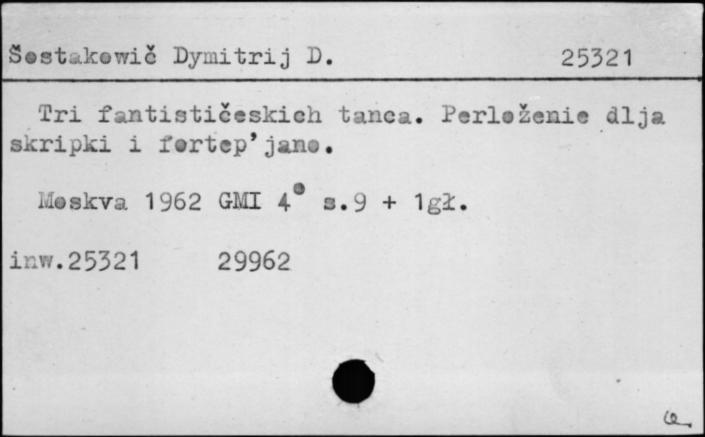 Šostakowič Dymitrij D. 25321
Tri fantističeskich tanca. Perloženie dlja
skripki i fortep'jano.
Moskva 1962 GMI 4° s.9 + 1gł.
inw.25321 29962